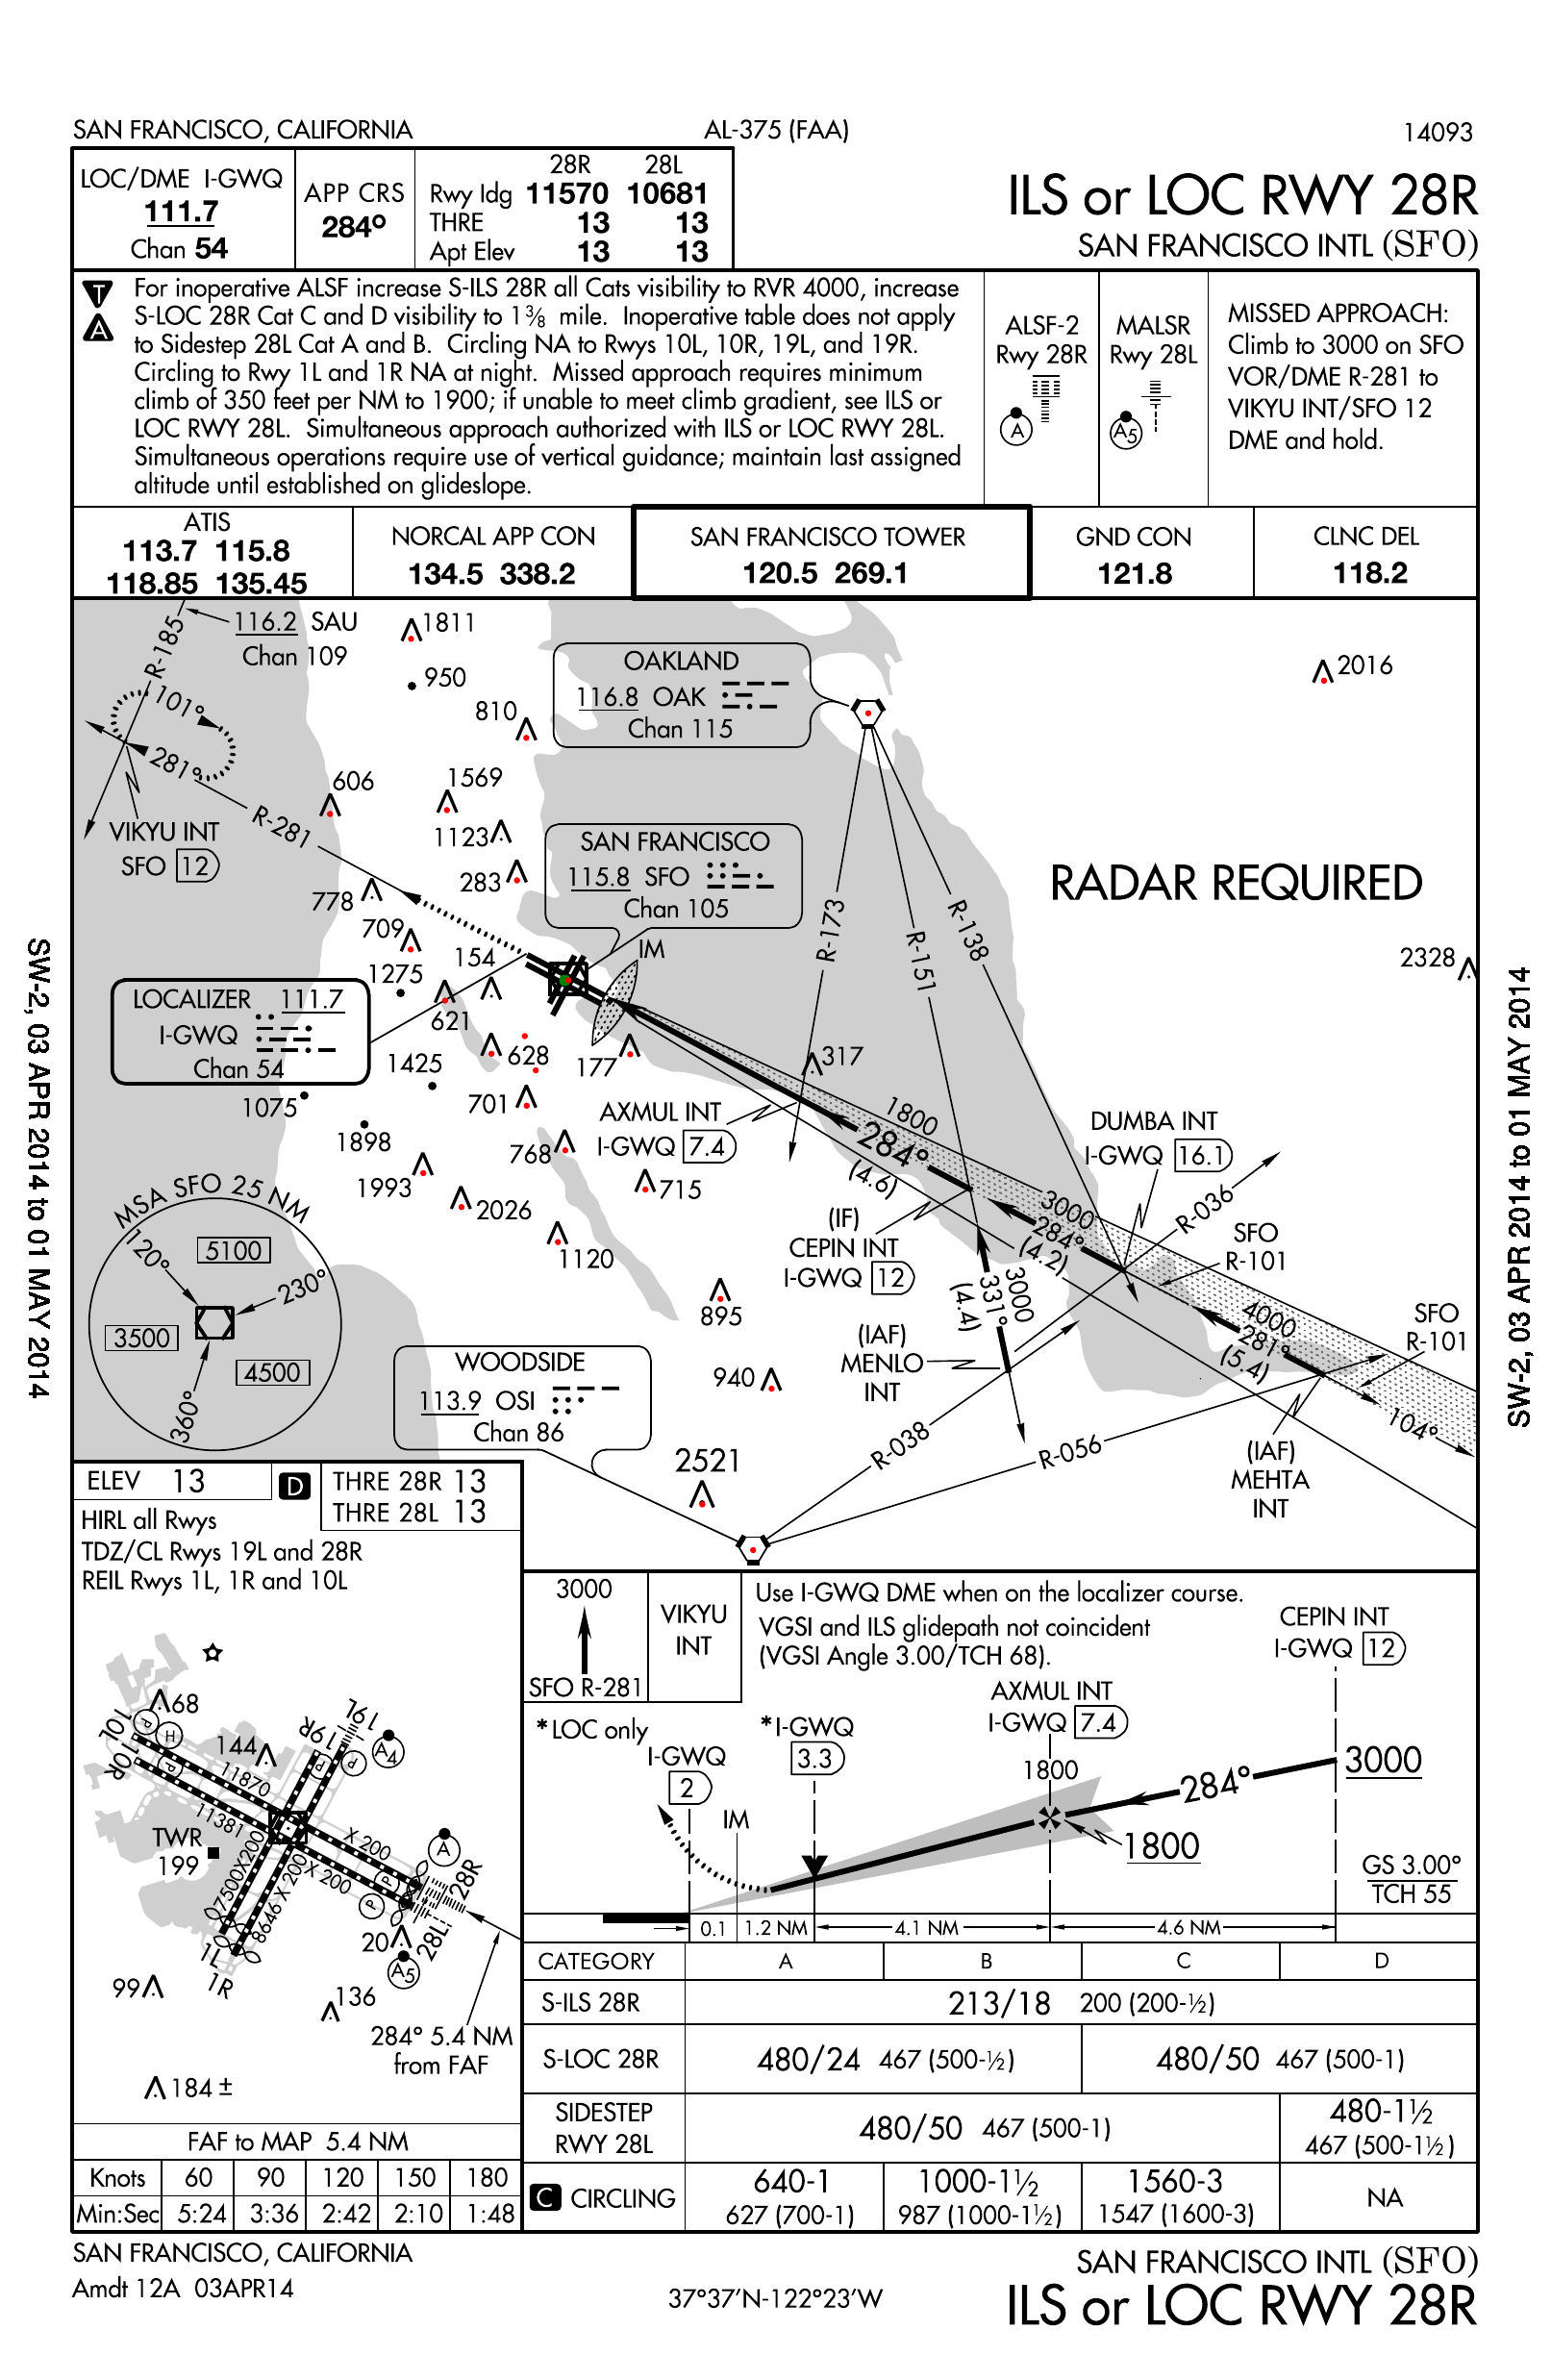 SAN FRANCISCO, CALIFORNIA
AL-375 (FAA)
14093
LOC/DME I-GWQ
111.7
Chan 54
APP CRS
284°
28R 28L
Rwy ldg 11570 10681
THRE 13 13
Apt Elev 13 13
ILS or LOC RWY 28R
SAN FRANCISCO INTL (SFO)
T
A
For inoperative ALSF increase S-ILS 28R all Cats visibility to RVR 4000, increase
S-LOC 28R Cat C and D visibility to 1⅜ mile. Inoperative table does not apply
to Sidestep 28L Cat A and B. Circling NA to Rwys 10L, 10R, 19L, and 19R.
Circling to Rwy 1L and 1R NA at night. Missed approach requires minimum
climb of 350 feet per NM to 1900; if unable to meet climb gradient, see ILS or
LOC RWY 28L. Simultaneous approach authorized with ILS or LOC RWY 28L.
Simultaneous operations require use of vertical guidance; maintain last assigned
altitude until established on glideslope.
ALSF-2
Rwy 28R
A
MALSR
Rwy 28L
A5
MISSED APPROACH:
Climb to 3000 on SFO
VOR/DME R-281 to
VIKYU INT/SFO 12
DME and hold.
ATIS
113.7 115.8
118.85 135.45
NORCAL APP CON
134.5 338.2
SAN FRANCISCO TOWER
120.5 269.1
GND CON
121.8
CLNC DEL
118.2
R-185
116.2 SAU
Chan 109
1811
950
810
OAKLAND
116.8 OAK
Chan 115
2016
101°
281°
R-281
VIKYU INT
SFO 12
606
1569
1123
283
778
709
154
1275
621
628
177
1425
1075
701
1898
768
1993
2026
715
1120
895
940
2521
317
2328
SAN FRANCISCO
115.8 SFO
Chan 105
IM
RADAR REQUIRED
R-173
R-151
R-138
LOCALIZER 111.7
I-GWQ
Chan 54
AXMUL INT
I-GWQ 7.4
1800
284°
(4.6)
DUMBA INT
I-GWQ 16.1
(IF)
CEPIN INT
I-GWQ 12
3000
284°
(4.2)
R-036
SFO
R-101
3000
331°
(4.4)
(IAF)
MENLO
INT
4000
281°
(5.4)
SFO
R-101
104°
(IAF)
MEHTA
INT
R-038
R-056
WOODSIDE
113.9 OSI
Chan 86
MSA SFO 25 NM
120°
5100
230°
3500
4500
360°
SW-2, 03 APR 2014 to 01 MAY 2014
SW-2, 03 APR 2014 to 01 MAY 2014
ELEV 13
D
THRE 28R 13
THRE 28L 13
HIRL all Rwys
TDZ/CL Rwys 19L and 28R
REIL Rwys 1L, 1R and 10L
68
10L
10R
P
H
P
144
19R
19L
P
P
A4
11870
X 200
11381
X 200
TWR
199
7500X200
8646 X 200
P
P
A
28R
28L
20
A5
1L
1R
99
136
284° 5.4 NM
from FAF
184 ±
FAF to MAP 5.4 NM
Knots 60 90 120 150 180
Min:Sec 5:24 3:36 2:42 2:10 1:48
3000
SFO R-281
VIKYU
INT
Use I-GWQ DME when on the localizer course.
VGSI and ILS glidepath not coincident
(VGSI Angle 3.00/TCH 68).
CEPIN INT
I-GWQ 12
*LOC only
I-GWQ
2
*I-GWQ
3.3
AXMUL INT
I-GWQ 7.4
1800
284°
3000
IM
1800
GS 3.00°
TCH 55
0.1 1.2 NM 4.1 NM 4.6 NM
CATEGORY A B C D
S-ILS 28R 213/18 200 (200-½)
S-LOC 28R 480/24 467 (500-½) 480/50 467 (500-1)
SIDESTEP
RWY 28L
480/50 467 (500-1)
480-1½
467 (500-1½)
C CIRCLING
640-1
627 (700-1)
1000-1½
987 (1000-1½)
1560-3
1547 (1600-3)
NA
SAN FRANCISCO, CALIFORNIA
Amdt 12A 03APR14
37°37'N-122°23'W
SAN FRANCISCO INTL (SFO)
ILS or LOC RWY 28R